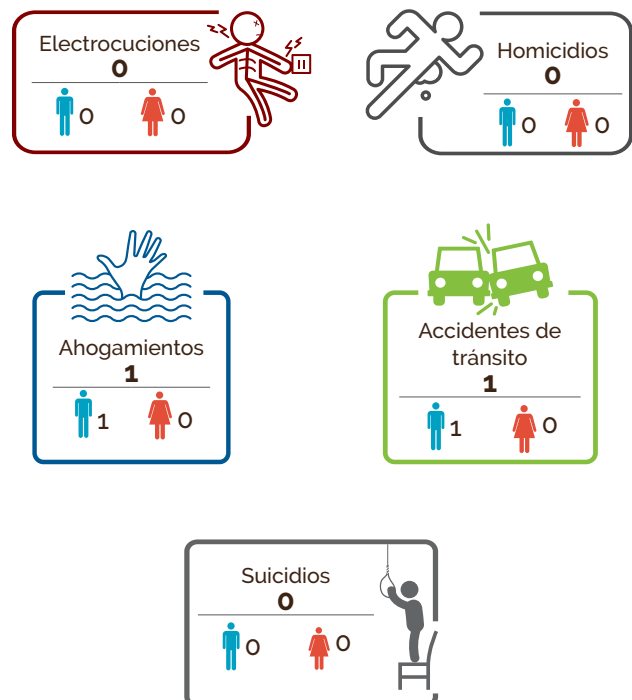 Electrocuciones
0
0 0
Homicidios
0
0 0
Ahogamientos
1
1 0
Accidentes de
tránsito
1
1 0
Suicidios
0
0 0